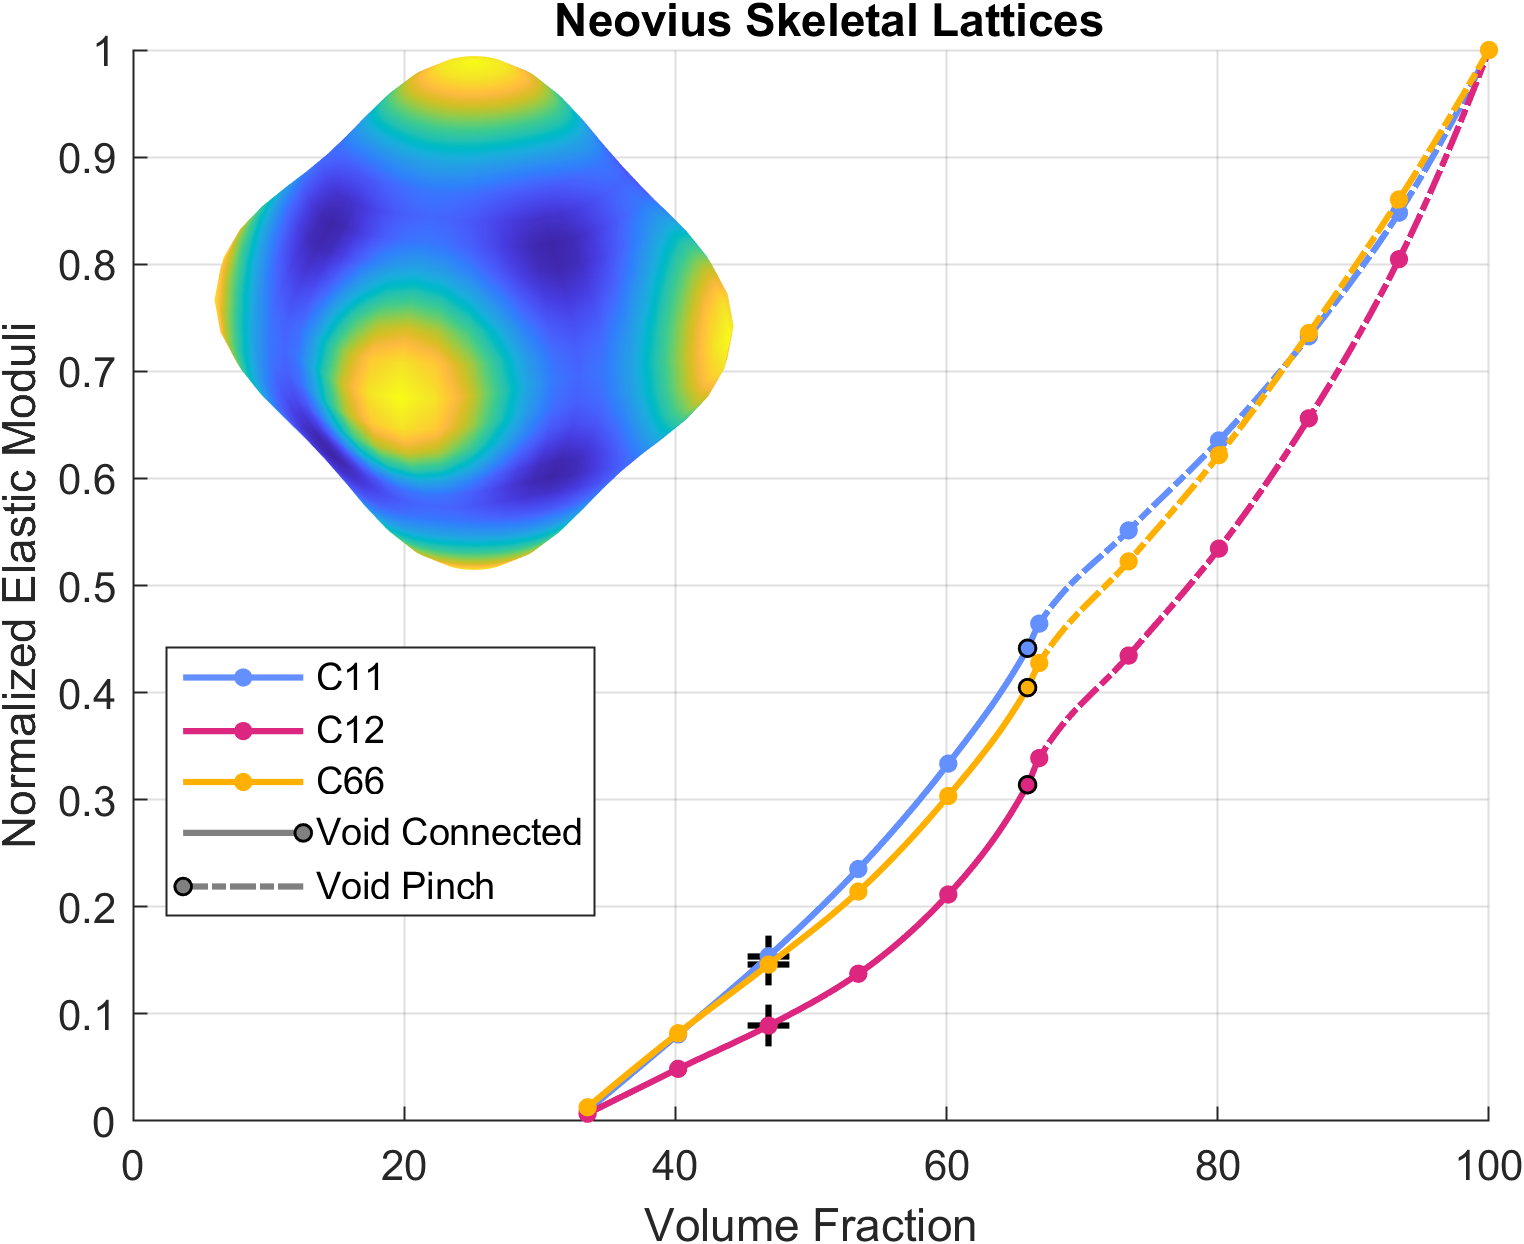 Neovius Skeletal Lattices
1
0.9
0.8
0.7
0.6
0.5
0.4
0.3
0.2
0.1
0
Normalized Elastic Moduli
C11
C12
C66
Void Connected
Void Pinch
0 20 40 60 80 100
Volume Fraction